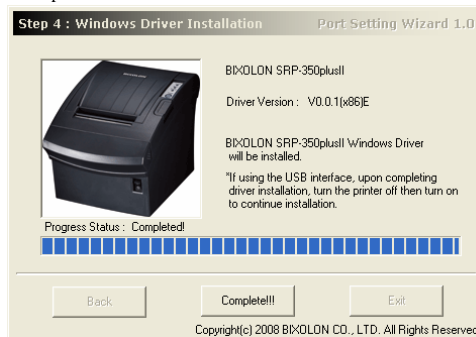 Step 4 : Windows Driver Installation Port Setting Wizard 1.0
BIXOLON SRP-350plusII
Driver Version : V0.0.1(x86)E
BIXOLON SRP-350plusII Windows Driver
will be installed.
*If using the USB interface, upon completing
driver installation, turn the printer off then turn on
to continue installation.
Progress Status : Completed!
Back Complete!!! Exit
Copyright(c) 2008 BIXOLON CO., LTD. All Rights Reserved